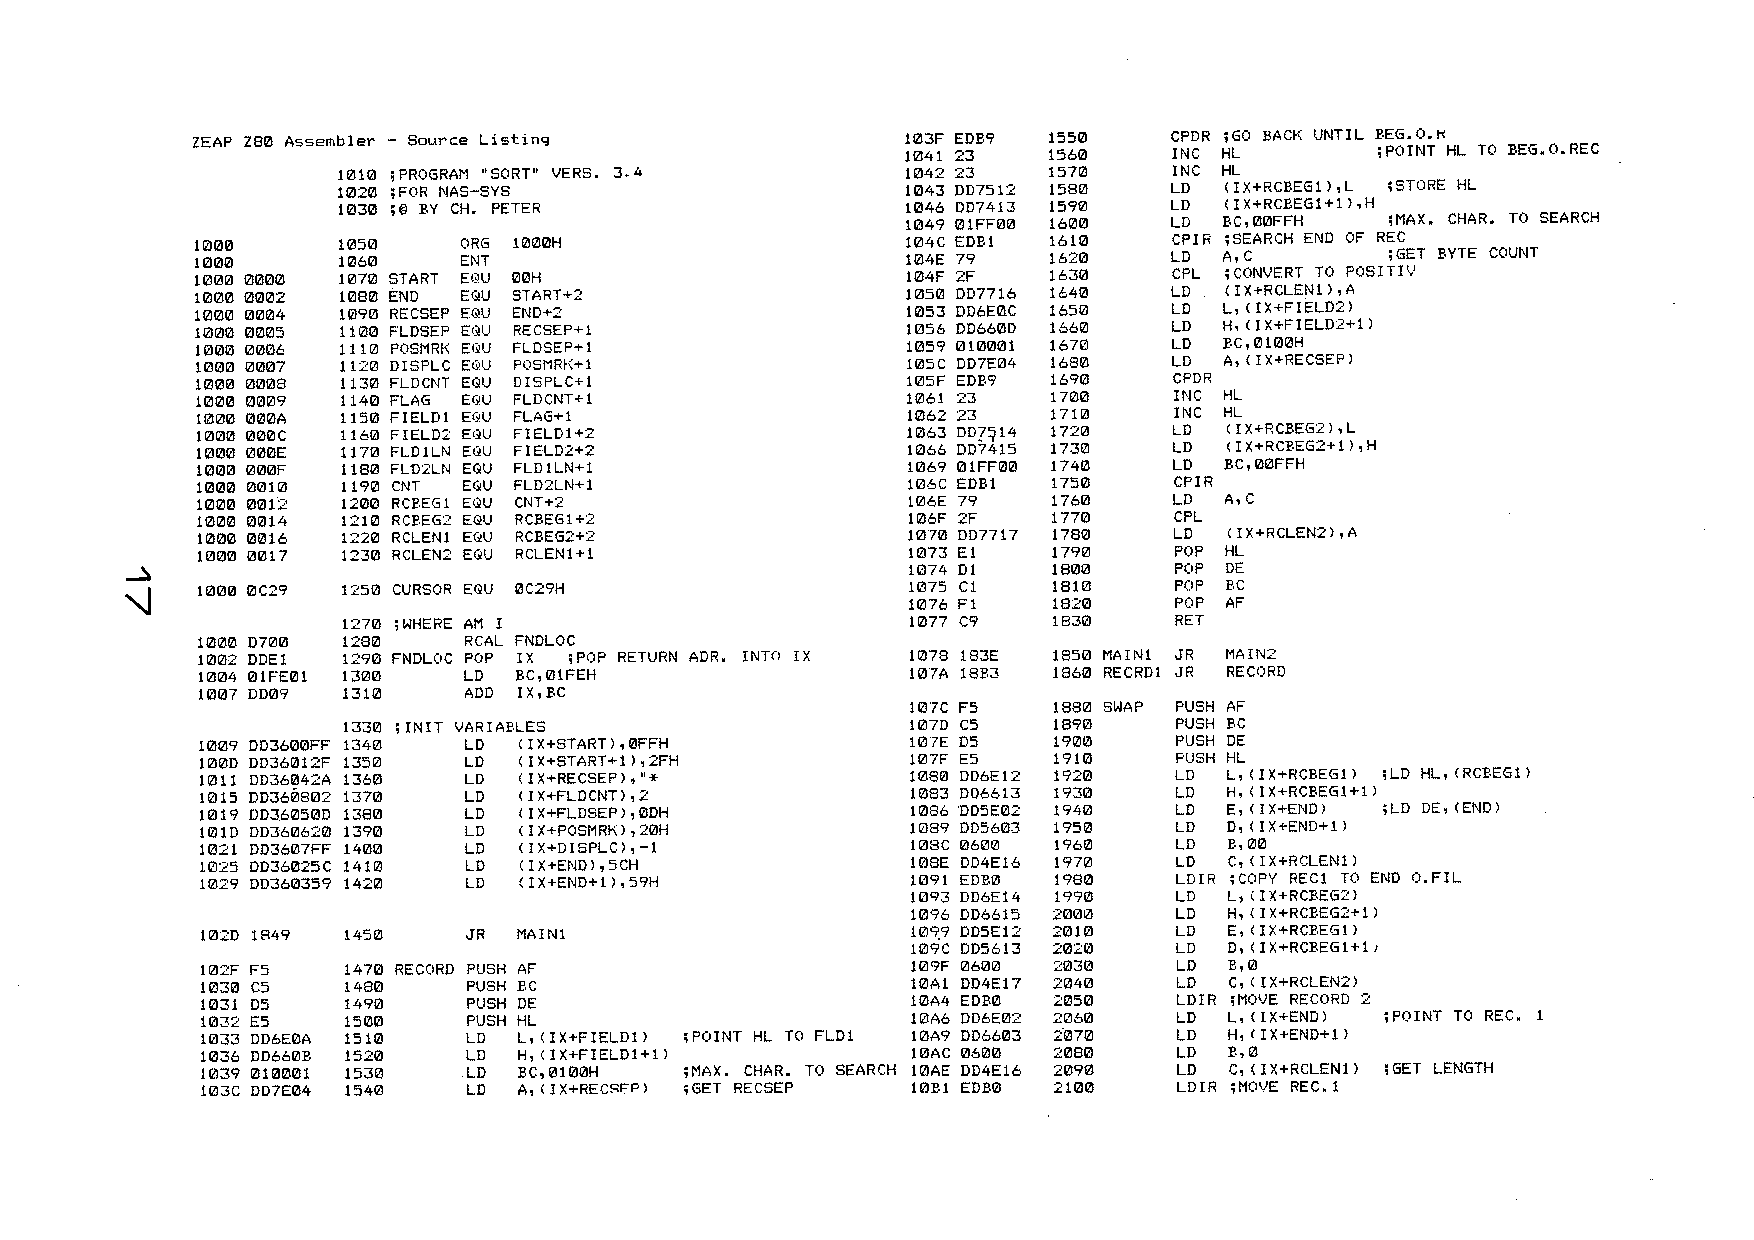 ZEAP Z80 Assembler - Source Listing
1010 ;PROGRAM "SORT" VERS. 3.4
1020 ;FOR NAS-SYS
1030 ;@ BY CH. PETER
1000 1050 ORG 1000H
1000 1060 ENT
1000 0000 1070 START EQU 00H
1000 0002 1080 END EQU START+2
1000 0004 1090 RECSEP EQU END+2
1000 0005 1100 FLDSEP EQU RECSEP+1
1000 0006 1110 POSMRK EQU FLDSEP+1
1000 0007 1120 DISPLC EQU POSMRK+1
1000 0008 1130 FLDCNT EQU DISPLC+1
1000 0009 1140 FLAG EQU FLDCNT+1
1000 000A 1150 FIELD1 EQU FLAG+1
1000 000C 1160 FIELD2 EQU FIELD1+2
1000 000E 1170 FLD1LN EQU FIELD2+2
1000 000F 1180 FLD2LN EQU FLD1LN+1
1000 0010 1190 CNT EQU FLD2LN+1
1000 0012 1200 RCBEG1 EQU CNT+2
1000 0014 1210 RCBEG2 EQU RCBEG1+2
1000 0016 1220 RCLEN1 EQU RCBEG2+2
1000 0017 1230 RCLEN2 EQU RCLEN1+1
1000 0C29 1250 CURSOR EQU 0C29H
1270 ;WHERE AM I
1000 D700 1280 RCAL FNDLOC
1002 DDE1 1290 FNDLOC POP IX ;POP RETURN ADR. INTO IX
1004 01FE01 1300 LD BC,01FEH
1007 DD09 1310 ADD IX,BC
1330 ;INIT VARIABLES
1009 DD3600FF 1340 LD (IX+START),0FFH
100D DD36012F 1350 LD (IX+START+1),2FH
1011 DD36042A 1360 LD (IX+RECSEP),"*
1015 DD360802 1370 LD (IX+FLDCNT),2
1019 DD36050D 1380 LD (IX+FLDSEP),0DH
101D DD360620 1390 LD (IX+POSMRK),20H
1021 DD3607FF 1400 LD (IX+DISPLC),-1
1025 DD36025C 1410 LD (IX+END),5CH
1029 DD360359 1420 LD (IX+END+1),59H
102D 1849 1450 JR MAIN1
102F F5 1470 RECORD PUSH AF
1030 C5 1480 PUSH BC
1031 D5 1490 PUSH DE
1032 E5 1500 PUSH HL
1033 DD6E0A 1510 LD L,(IX+FIELD1) ;POINT HL TO FLD1
1036 DD660B 1520 LD H,(IX+FIELD1+1)
1039 010001 1530 LD BC,0100H ;MAX. CHAR. TO SEARCH
103C DD7E04 1540 LD A,(IX+RECSEP) ;GET RECSEP
103F EDB9 1550 CPDR ;GO BACK UNTIL BEG.O.R
1041 23 1560 INC HL ;POINT HL TO BEG.O.REC
1042 23 1570 INC HL
1043 DD7512 1580 LD (IX+RCBEG1),L ;STORE HL
1046 DD7413 1590 LD (IX+RCBEG1+1),H
1049 01FF00 1600 LD BC,00FFH ;MAX. CHAR. TO SEARCH
104C EDB1 1610 CPIR ;SEARCH END OF REC
104E 79 1620 LD A,C ;GET BYTE COUNT
104F 2F 1630 CPL ;CONVERT TO POSITIV
1050 DD7716 1640 LD (IX+RCLEN1),A
1053 DD6E0C 1650 LD L,(IX+FIELD2)
1056 DD660D 1660 LD H,(IX+FIELD2+1)
1059 010001 1670 LD BC,0100H
105C DD7E04 1680 LD A,(IX+RECSEP)
105F EDB9 1690 CPDR
1061 23 1700 INC HL
1062 23 1710 INC HL
1063 DD7514 1720 LD (IX+RCBEG2),L
1066 DD7415 1730 LD (IX+RCBEG2+1),H
1069 01FF00 1740 LD BC,00FFH
106C EDB1 1750 CPIR
106E 79 1760 LD A,C
106F 2F 1770 CPL
1070 DD7717 1780 LD (IX+RCLEN2),A
1073 E1 1790 POP HL
1074 D1 1800 POP DE
1075 C1 1810 POP BC
1076 F1 1820 POP AF
1077 C9 1830 RET
1078 183E 1850 MAIN1 JR MAIN2
107A 18B3 1860 RECRD1 JR RECORD
107C F5 1880 SWAP PUSH AF
107D C5 1890 PUSH BC
107E D5 1900 PUSH DE
107F E5 1910 PUSH HL
1080 DD6E12 1920 LD L,(IX+RCBEG1) ;LD HL,(RCBEG1)
1083 DD6613 1930 LD H,(IX+RCBEG1+1)
1086 DD5E02 1940 LD E,(IX+END) ;LD DE,(END)
1089 DD5603 1950 LD D,(IX+END+1)
108C 0600 1960 LD B,00
108E DD4E16 1970 LD C,(IX+RCLEN1)
1091 EDB0 1980 LDIR ;COPY REC1 TO END O.FIL
1093 DD6E14 1990 LD L,(IX+RCBEG2)
1096 DD6615 2000 LD H,(IX+RCBEG2+1)
1099 DD5E12 2010 LD E,(IX+RCBEG1)
109C DD5613 2020 LD D,(IX+RCBEG1+1)
109F 0600 2030 LD B,0
10A1 DD4E17 2040 LD C,(IX+RCLEN2)
10A4 EDB0 2050 LDIR ;MOVE RECORD 2
10A6 DD6E02 2060 LD L,(IX+END) ;POINT TO REC. 1
10A9 DD6603 2070 LD H,(IX+END+1)
10AC 0600 2080 LD B,0
10AE DD4E16 2090 LD C,(IX+RCLEN1) ;GET LENGTH
10B1 EDB0 2100 LDIR ;MOVE REC.1
17